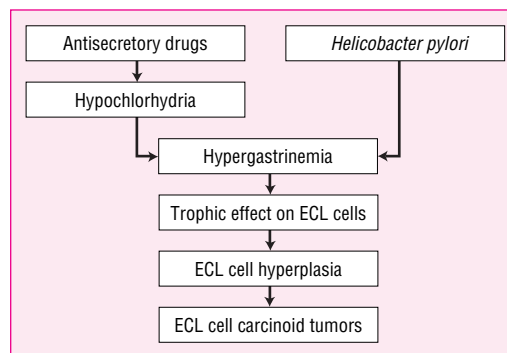 Antisecretory drugs
Helicobacter pylori
Hypochlorhydria
Hypergastrinemia
Trophic effect on ECL cells
ECL cell hyperplasia
ECL cell carcinoid tumors